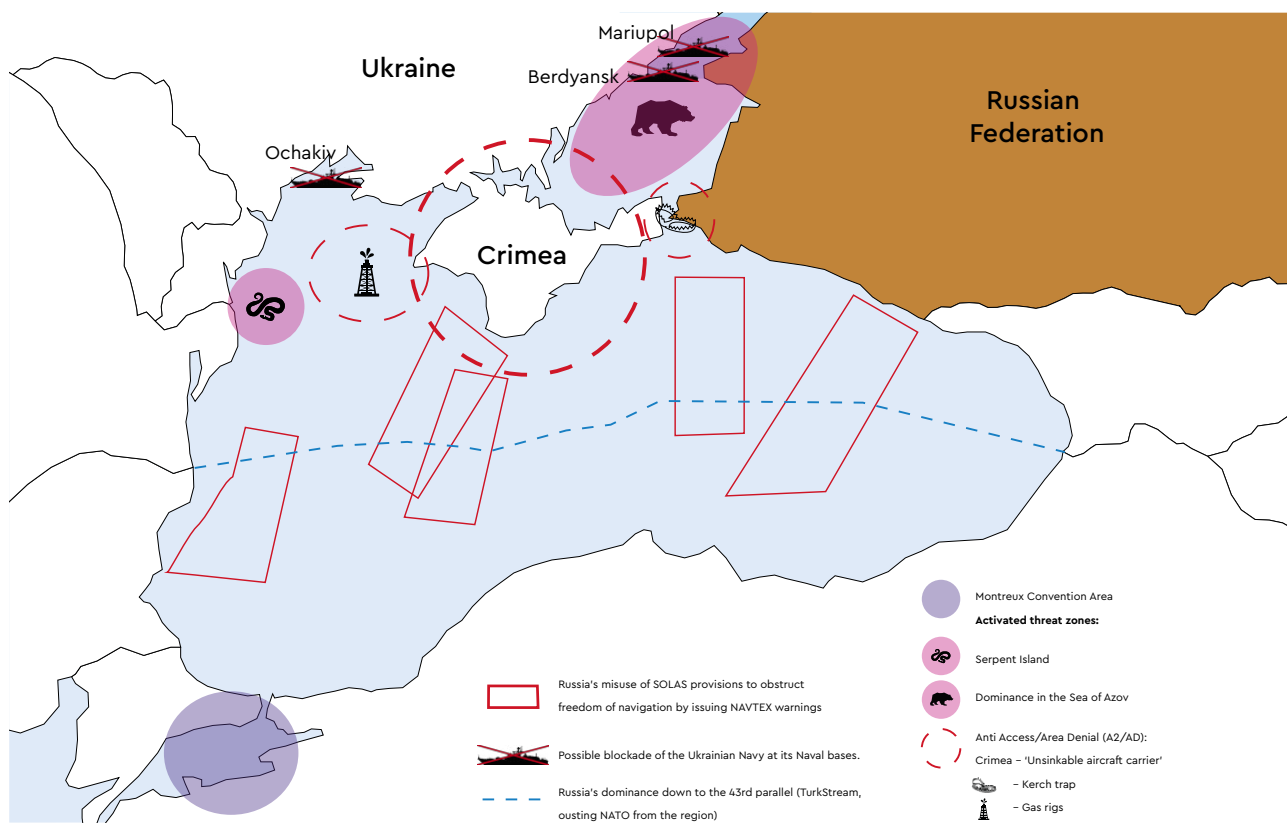 Mariupol
Ukraine
Berdyansk
Russian
Federation
Ochakiv
Crimea
Montreux Convention Area
Activated threat zones:
Serpent Island
Dominance in the Sea of Azov
Anti Access/Area Denial (A2/AD):
Crimea – ‘Unsinkable aircraft carrier’
– Kerch trap
– Gas rigs
Russia's misuse of SOLAS provisions to obstruct
freedom of navigation by issuing NAVTEX warnings
Possible blockade of the Ukrainian Navy at its Naval bases.
Russia's dominance down to the 43rd parallel (TurkStream,
ousting NATO from the region)